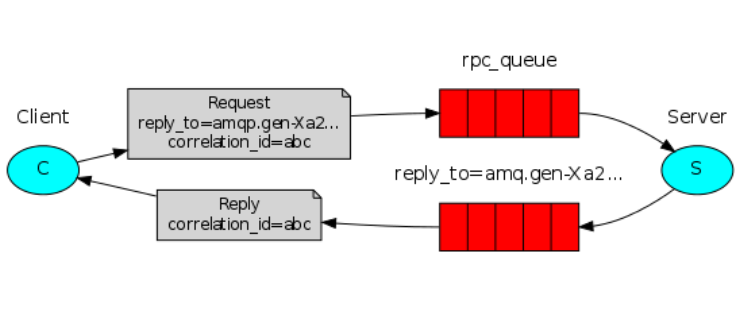 rpc_queue
Client
Request
reply_to=amqp.gen-Xa2...
correlation_id=abc
Server
C
S
reply_to=amq.gen-Xa2...
Reply
correlation_id=abc